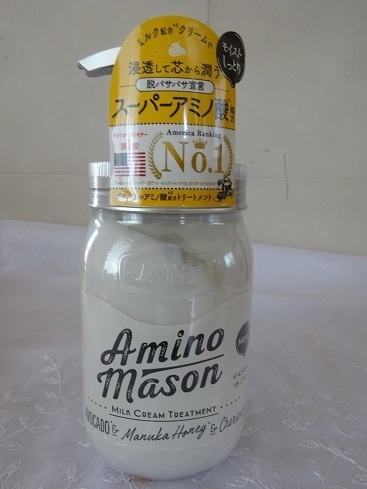 ミルク配合*クリームで
モイスト
しっとり
浸透して芯から潤う
脱パサパサ宣言
スーパーアミノ酸
America Ranking
No.1
アミノ酸配合トリートメント
Amino
Mason
MILK CREAM TREATMENT
AVOCADO & Manuka Honey &